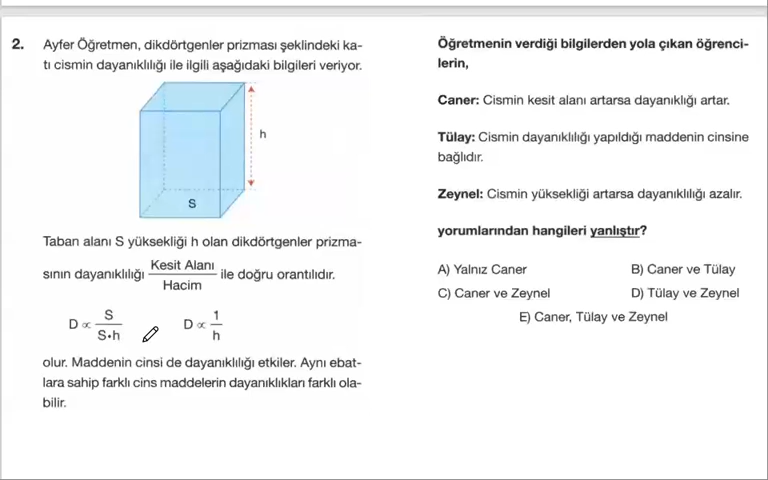 2. Ayfer Öğretmen, dikdörtgenler prizması şeklindeki ka-
tı cismin dayanıklılığı ile ilgili aşağıdaki bilgileri veriyor.
h
S
Taban alanı S yüksekliği h olan dikdörtgenler prizma-
sının dayanıklılığı Kesit Alanı / Hacim ile doğru orantılıdır.
D ∝ S / S•h D ∝ 1 / h
olur. Maddenin cinsi de dayanıklılığı etkiler. Aynı ebat-
lara sahip farklı cins maddelerin dayanıklıkları farklı ola-
bilir.
Öğretmenin verdiği bilgilerden yola çıkan öğrenci-
lerin,
Caner: Cismin kesit alanı artarsa dayanıklığı artar.
Tülay: Cismin dayanıklılığı yapıldığı maddenin cinsine
bağlıdır.
Zeynel: Cismin yüksekliği artarsa dayanıklılığı azalır.
yorumlarından hangileri yanlıştır?
A) Yalnız Caner B) Caner ve Tülay
C) Caner ve Zeynel D) Tülay ve Zeynel
E) Caner, Tülay ve Zeynel